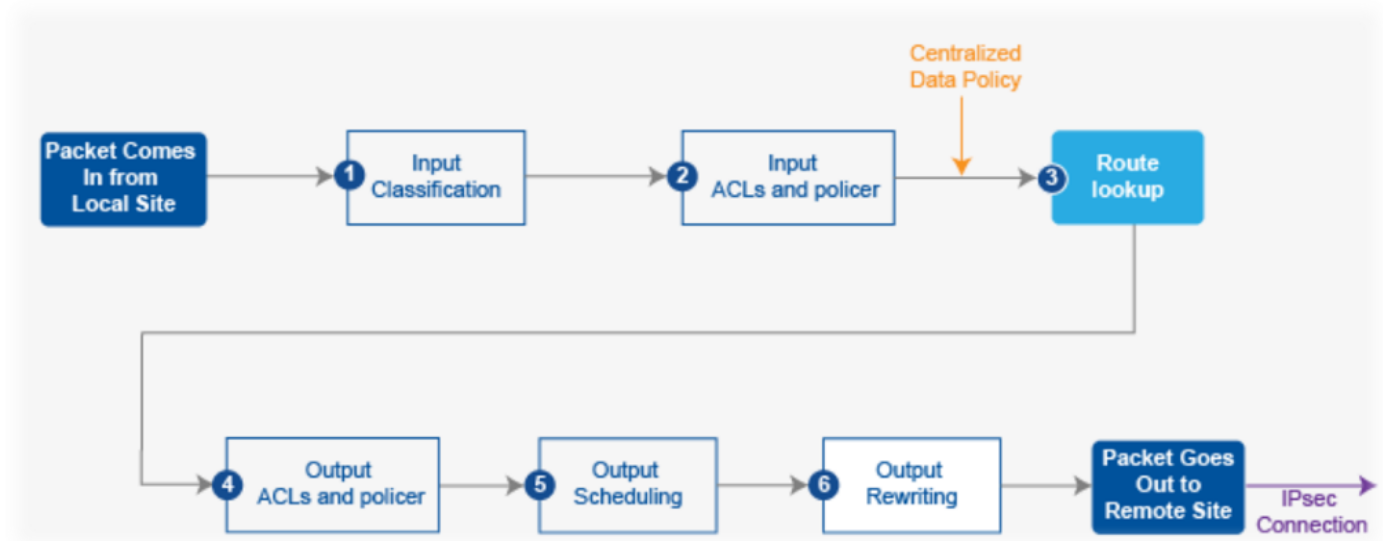 Centralized
Data Policy
Packet Comes
In from
Local Site
1
Input
Classification
2
Input
ACLs and policer
3
Route
lookup
4
Output
ACLs and policer
5
Output
Scheduling
6
Output
Rewriting
Packet Goes
Out to
Remote Site
IPsec
Connection